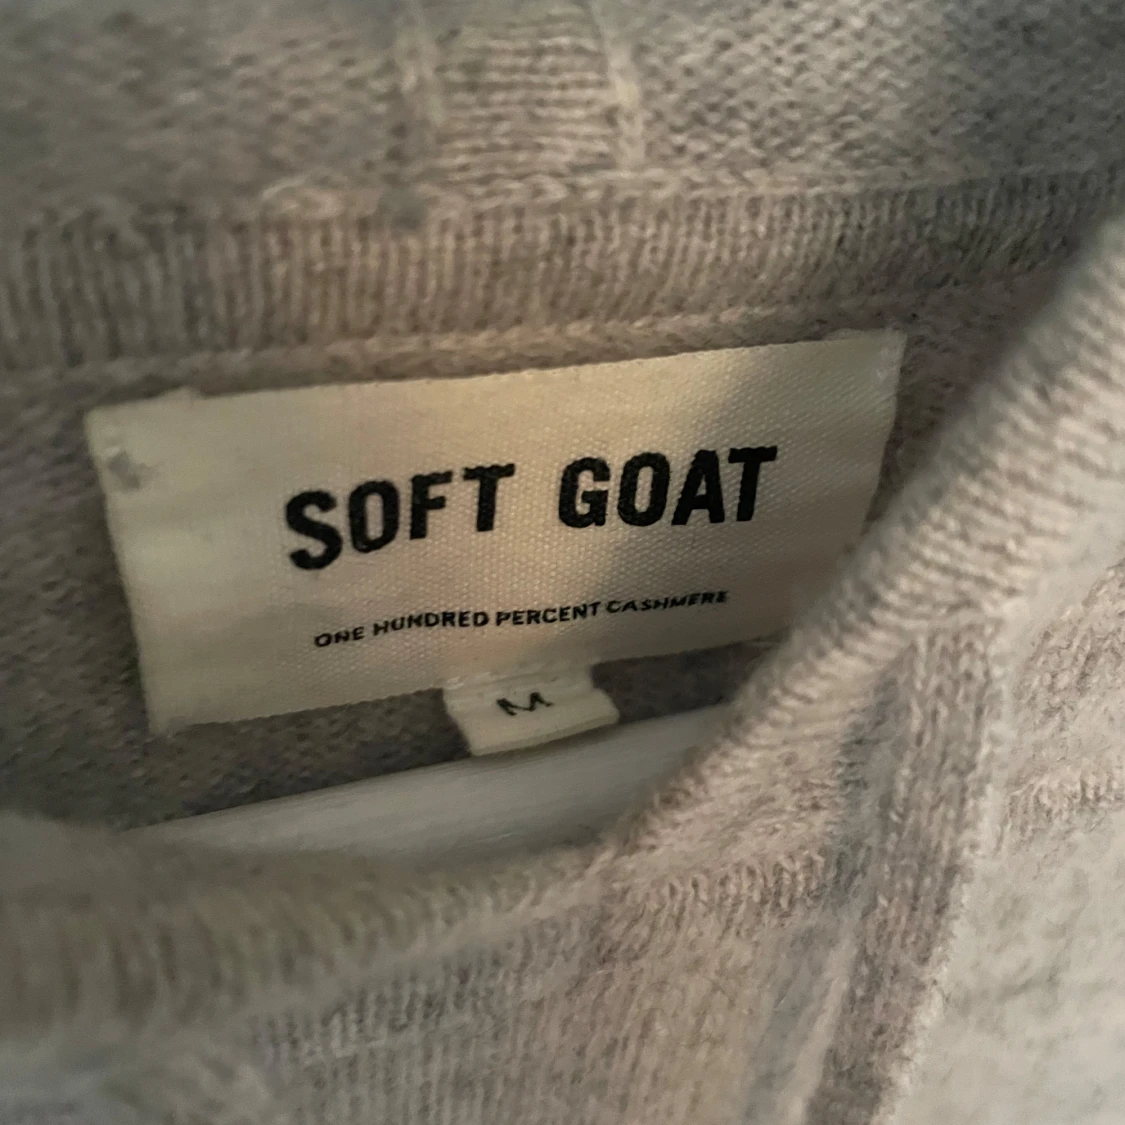 SOFT GOAT
ONE HUNDRED PERCENT CASHMERE
M